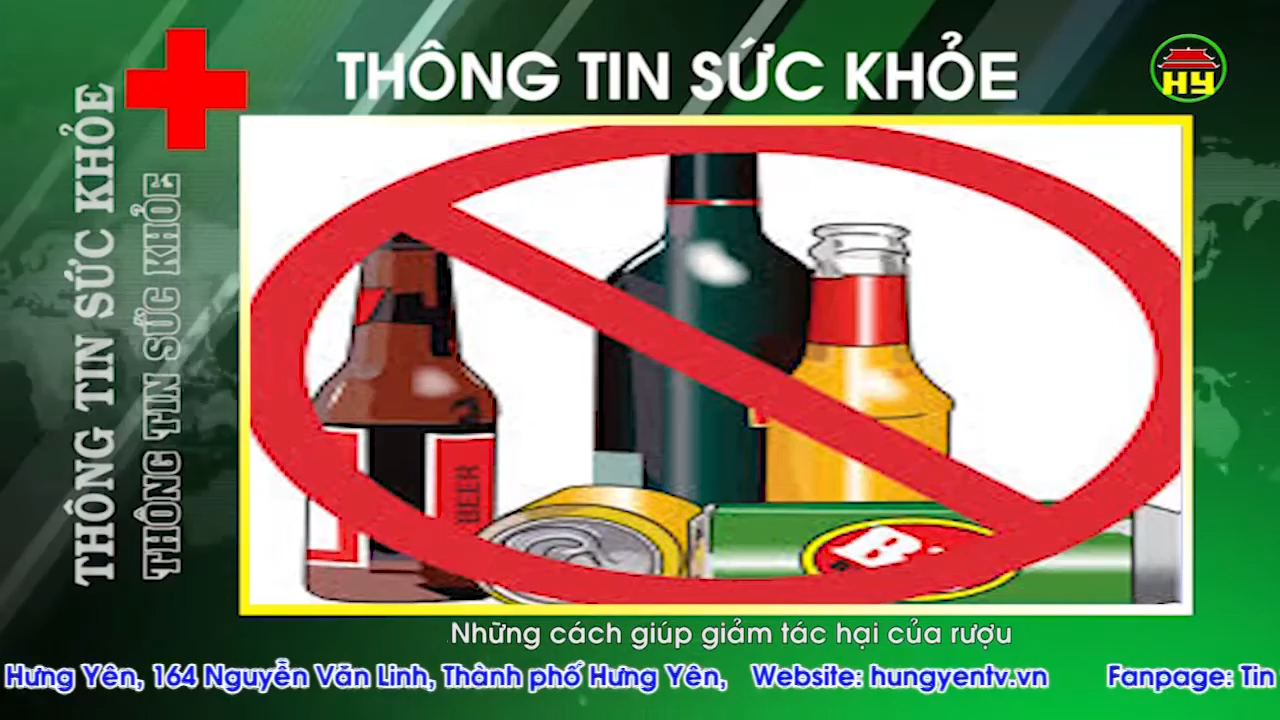 THÔNG TIN SỨC KHỎE
HY
THÔNG TIN SỨC KHỎE
THÔNG TIN SỨC KHỎE
BEER
B
Những cách giúp giảm tác hại của rượu
Hưng Yên, 164 Nguyễn Văn Linh, Thành phố Hưng Yên, Website: hungyentv.vn Fanpage: Tin